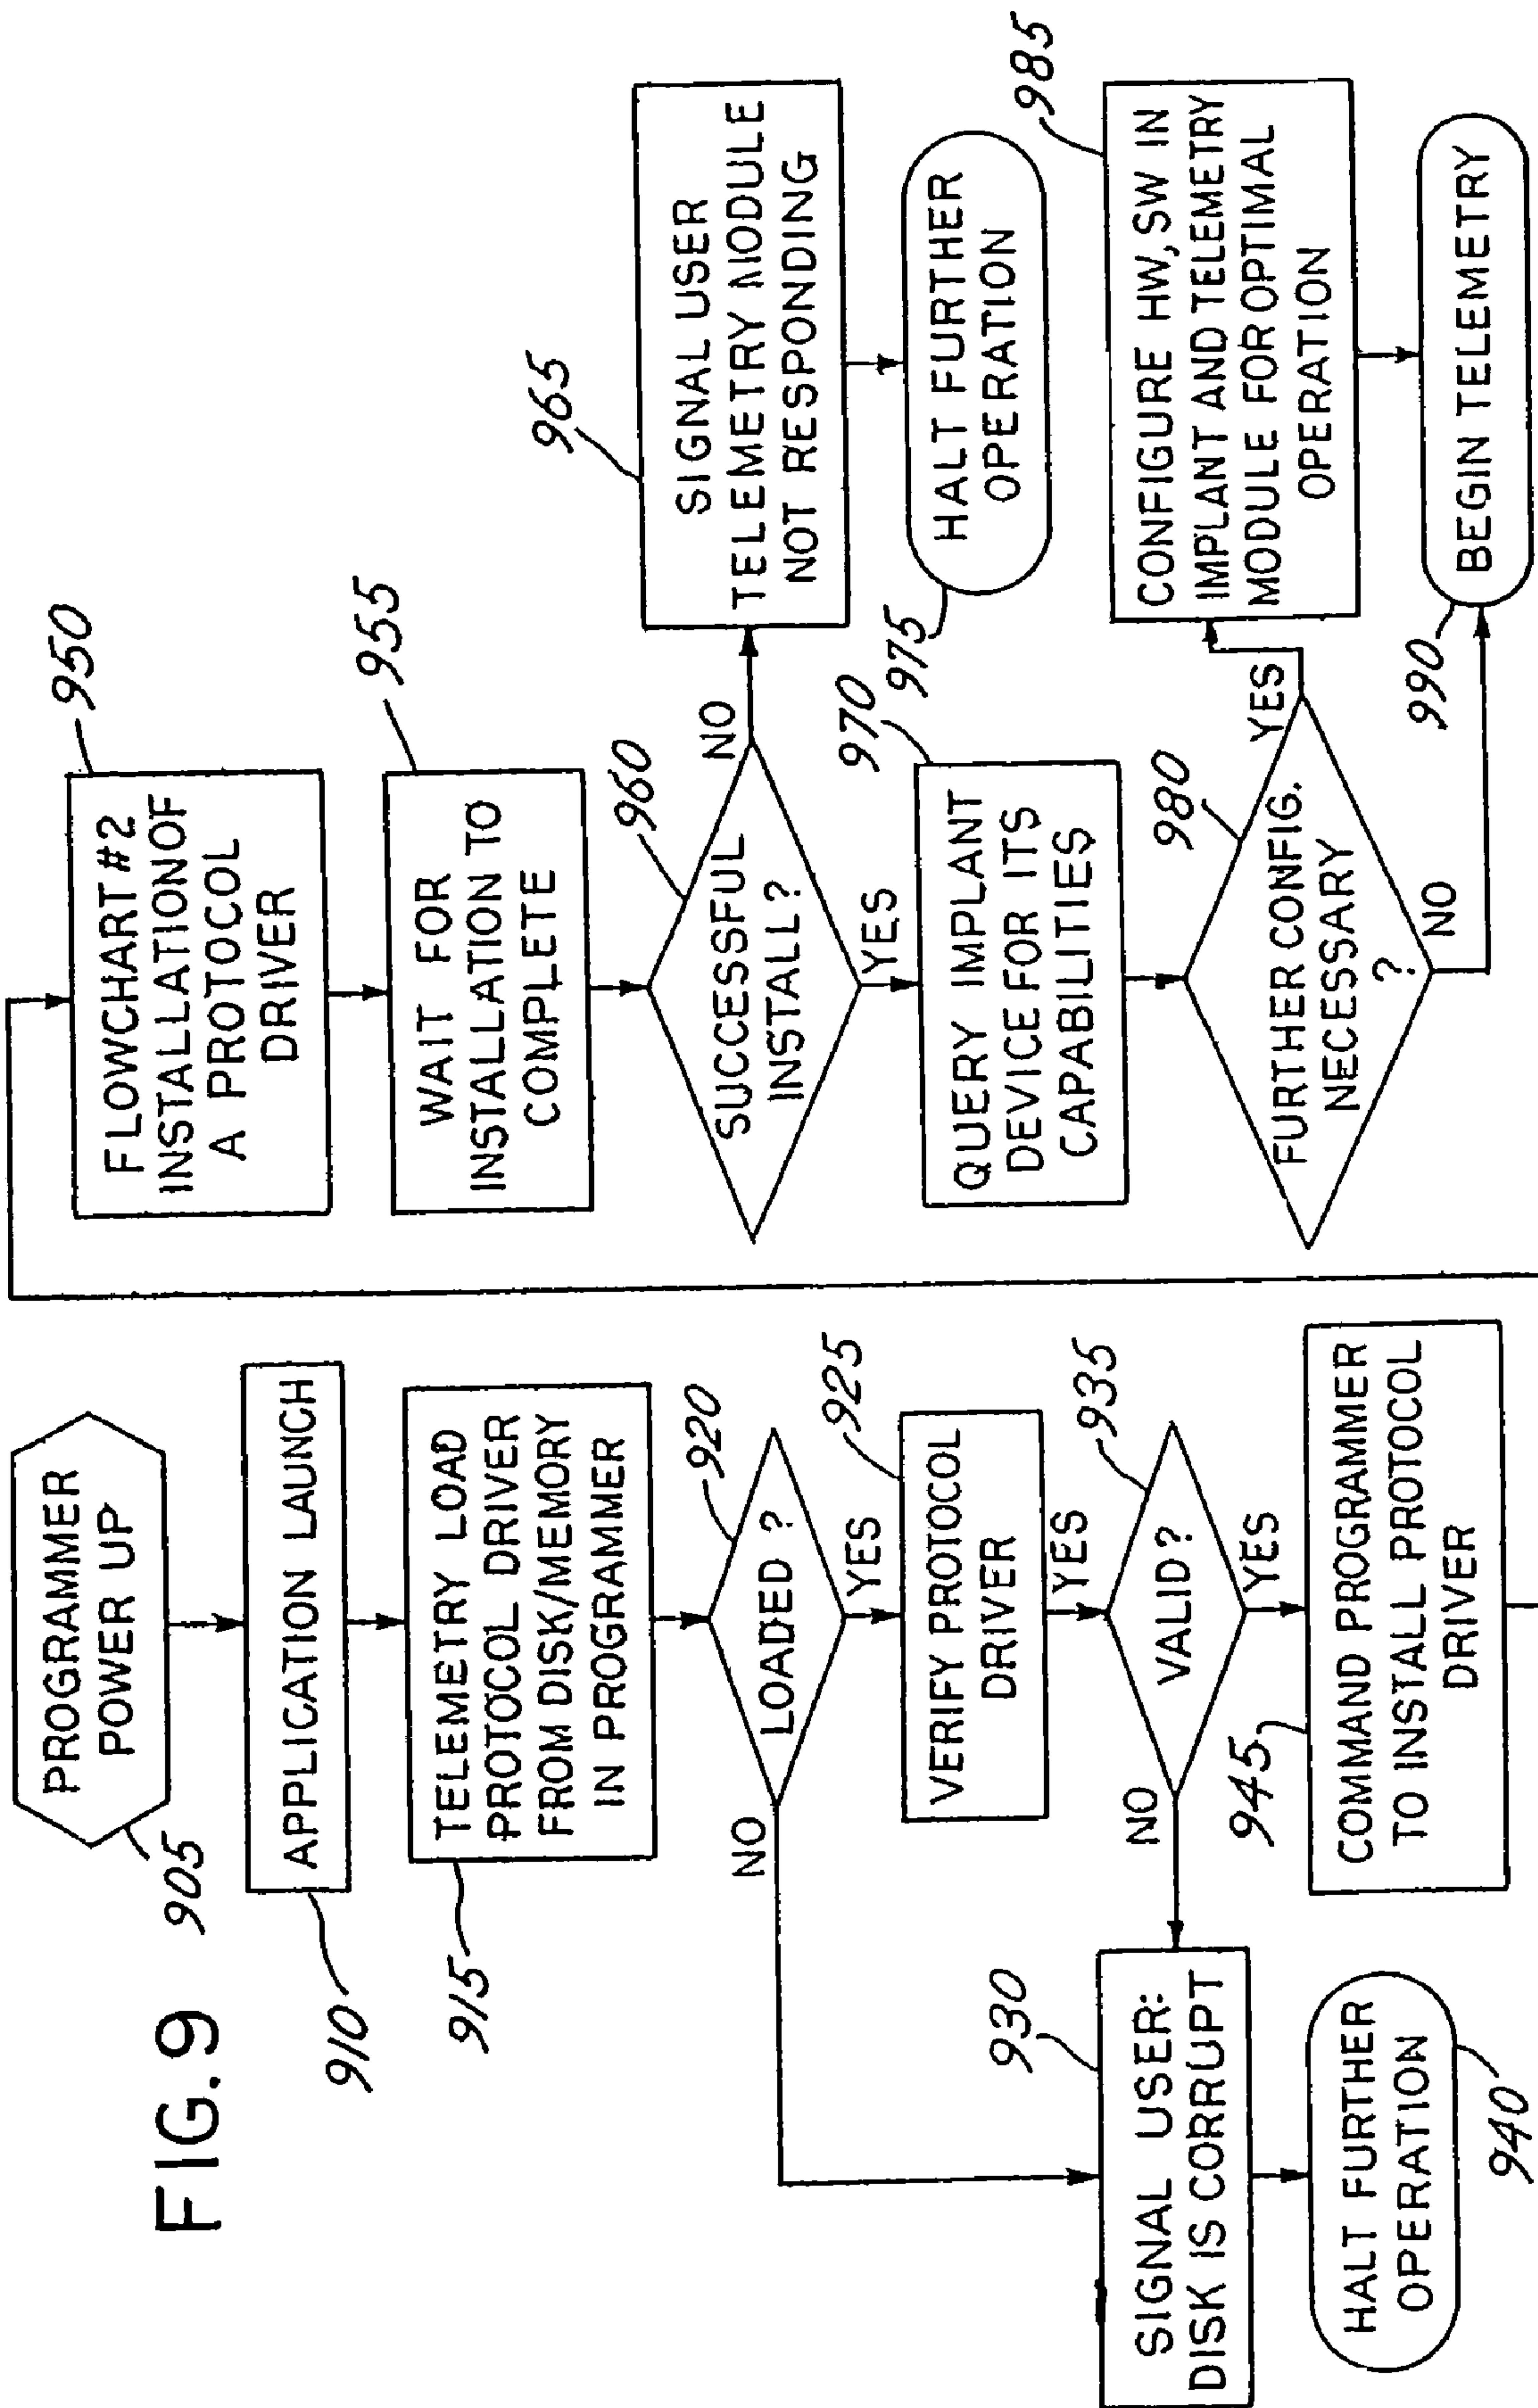 FIG. 9
PROGRAMMER
POWER UP
905
APPLICATION LAUNCH
910
TELEMETRY LOAD
PROTOCOL DRIVER
FROM DISK/MEMORY
IN PROGRAMMER
915
LOADED ?
920
NO
YES
VERIFY PROTOCOL
DRIVER
925
YES
VALID?
935
NO
YES
SIGNAL USER:
DISK IS CORRUPT
930
HALT FURTHER
OPERATION
940
COMMAND PROGRAMMER
TO INSTALL PROTOCOL
DRIVER
945
FLOWCHART #2
INSTALLATIONOF
A PROTOCOL
DRIVER
950
WAIT FOR
INSTALLATION TO
COMPLETE
955
SUCCESSFUL
INSTALL?
960
NO
YES
SIGNAL USER
TELEMETRY MODULE
NOT RESPONDING
965
HALT FURTHER
OPERATION
975
QUERY IMPLANT
DEVICE FOR ITS
CAPABILITIES
970
FURTHER CONFIG.
NECESSARY
?
980
YES
NO
CONFIGURE HW, SW IN
IMPLANT AND TELEMETRY
MODULE FOR OPTIMAL
OPERATION
985
BEGIN TELEMETRY
990